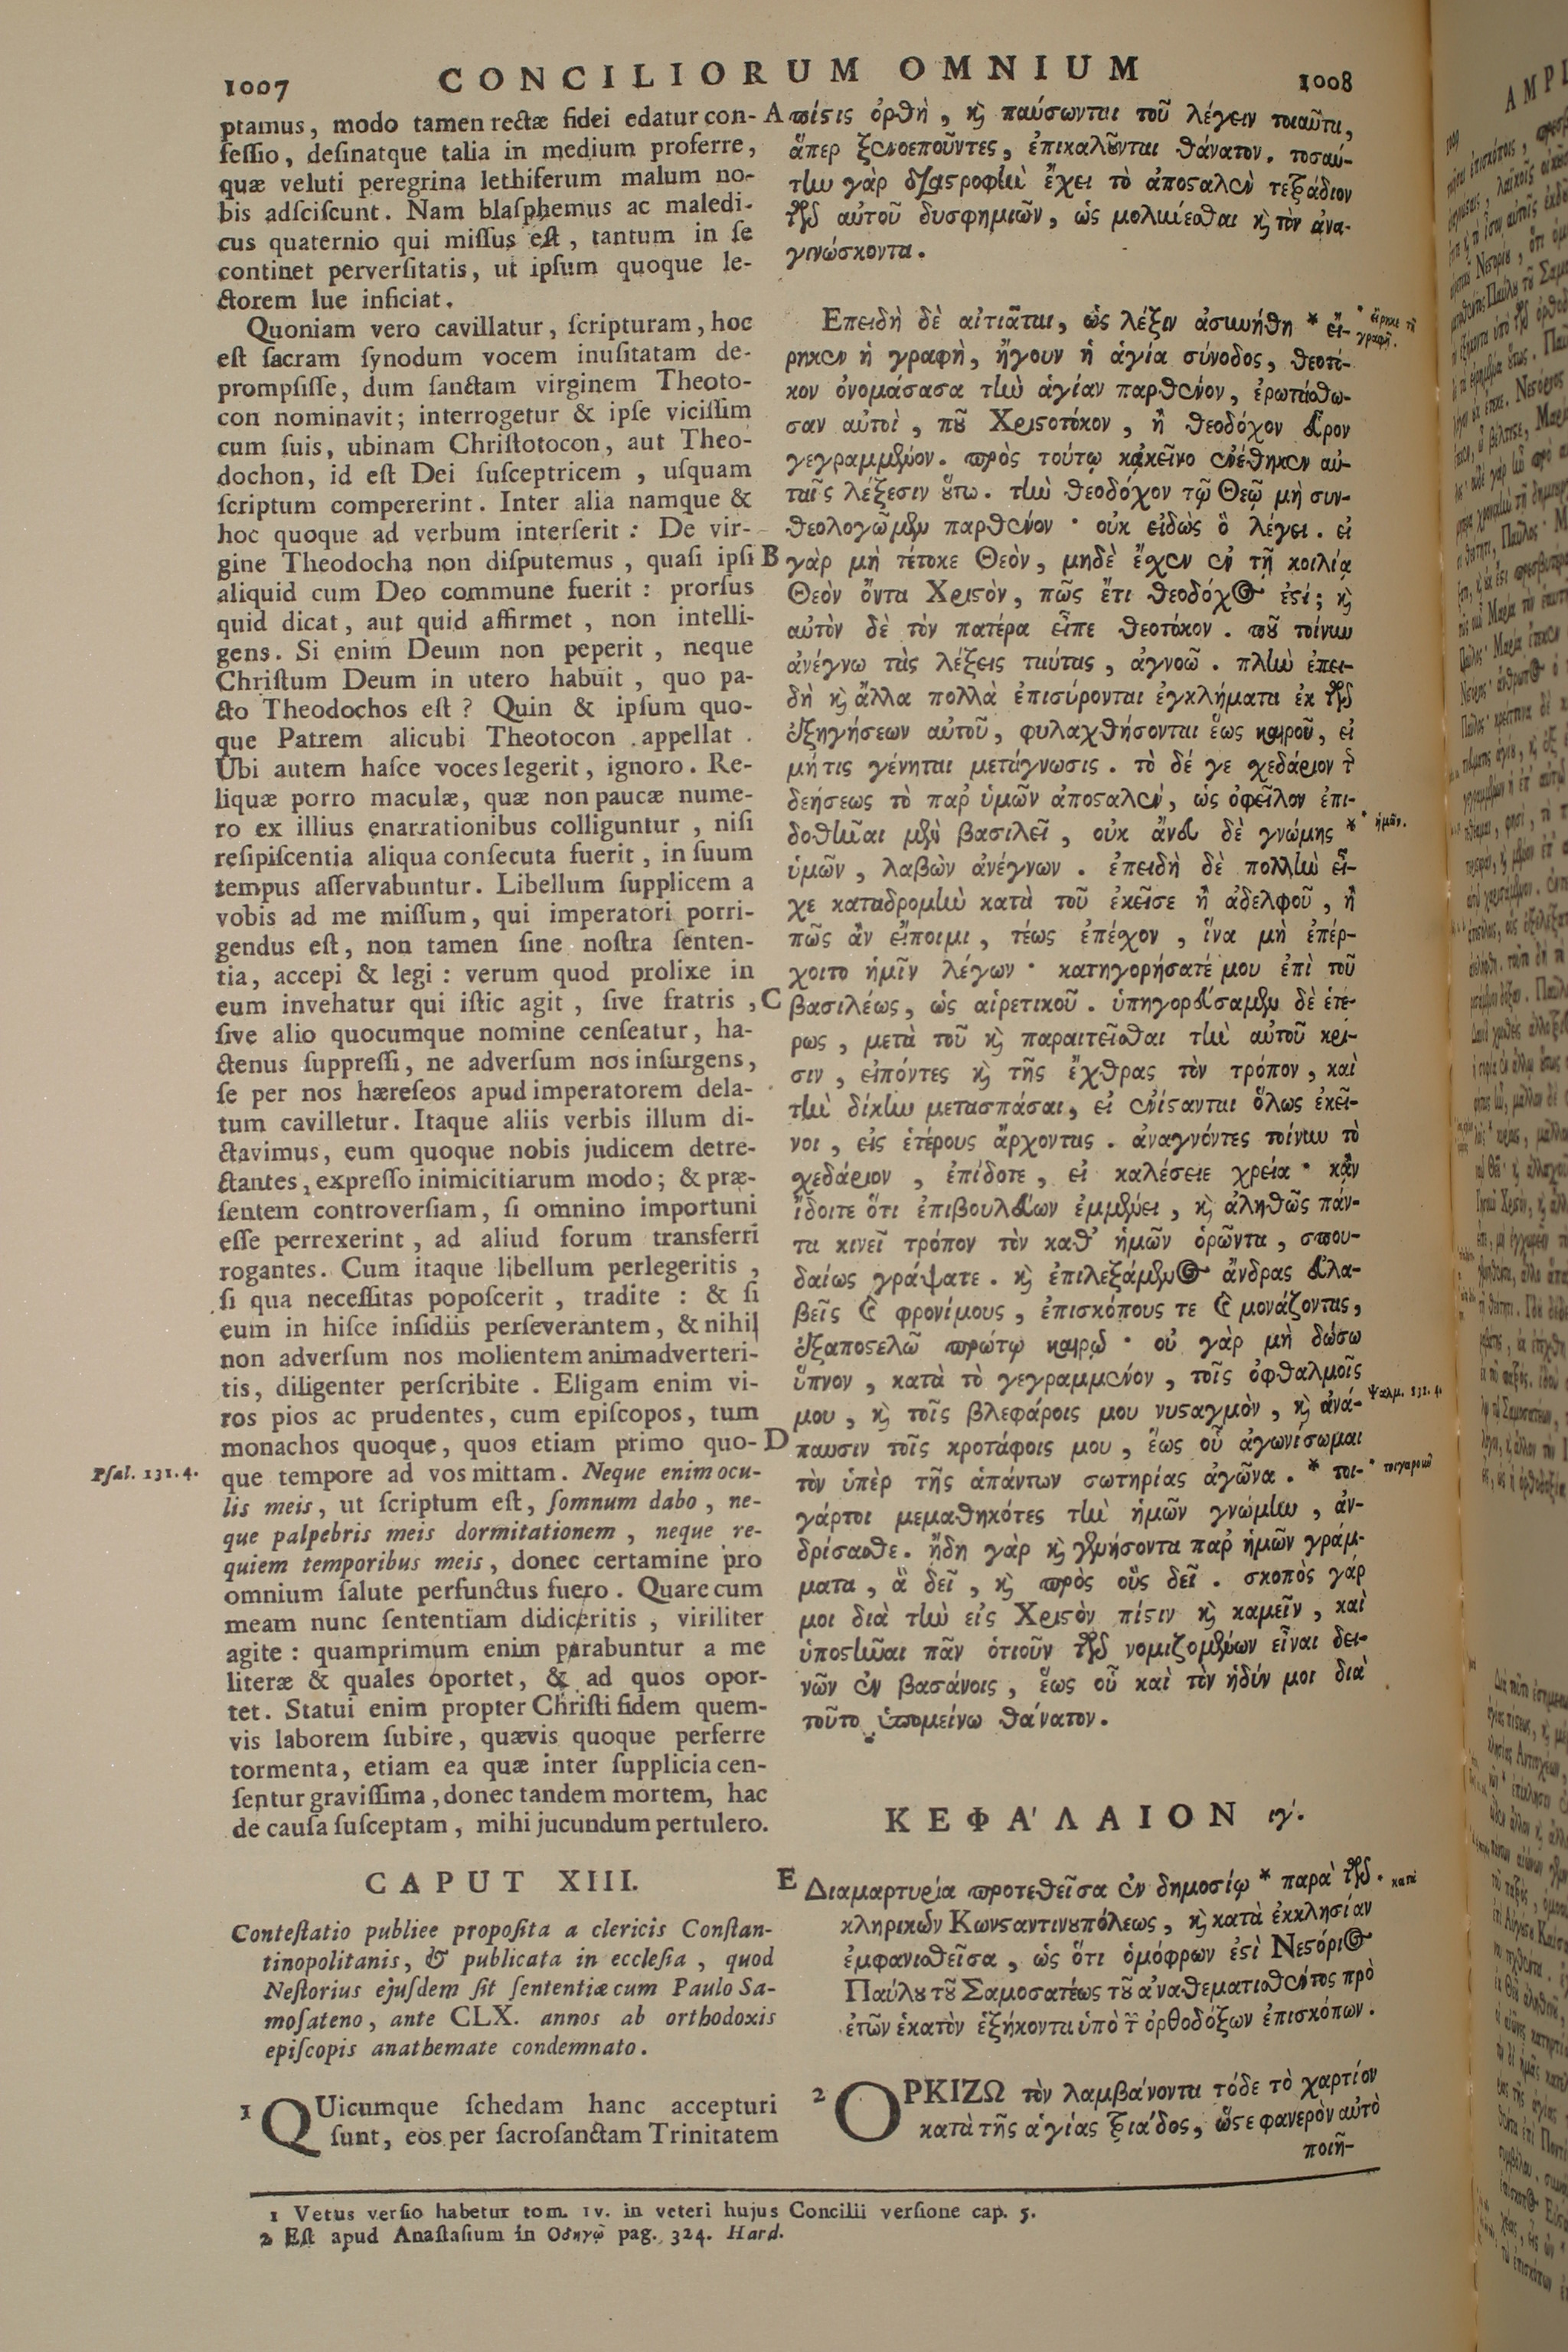 1007
CONCILIORUM OMNIUM
1008
ptamus, modo tamen rectæ fidei edatur con-
feſſio, deſinatque talia in medium proferre,
quæ veluti peregrina lethiferum malum no-
bis adſciſcunt. Nam blaſphemus ac maledi-
cus quaternio qui miſſus eſt, tantum in ſe
continet perverſitatis, ut ipſum quoque le-
ctorem lue inficiat.
Quoniam vero cavillatur, ſcripturam, hoc
eſt ſacram ſynodum vocem inuſitatam de-
prompſiſſe, dum ſanctam virginem Theoto-
con nominavit; interrogetur & ipſe viciſſim
cum ſuis, ubinam Chriſtotocon, aut Theo-
dochon, id eſt Dei ſuſceptricem, uſquam
ſcriptum compererint. Inter alia namque &
hoc quoque ad verbum interſerit: De vir-
gine Theodocha non diſputemus, quaſi ipſi
aliquid cum Deo commune fuerit: prorſus
quid dicat, aut quid affirmet, non intelli-
gens. Si enim Deum non peperit, neque
Chriſtum Deum in utero habuit, quo pa-
cto Theodochos eſt? Quin & ipſum quo-
que Patrem alicubi Theotocon appellat.
Ubi autem haſce voces legerit, ignoro. Re-
liquæ porro maculæ, quæ non paucæ nume-
ro ex illius enarrationibus colliguntur, niſi
reſipiſcentia aliqua conſecuta fuerit, in ſuum
tempus aſſervabuntur. Libellum ſupplicem a
vobis ad me miſſum, qui imperatori porri-
gendus eſt, non tamen ſine noſtra ſenten-
tia, accepi & legi: verum quod prolixe in
eum invehatur qui iſtic agit, ſive fratris,
ſive alio quocumque nomine cenſeatur, ha-
ctenus ſuppreſſi, ne adverſum nos inſurgens,
ſe per nos hæreſeos apud imperatorem dela-
tum cavilletur. Itaque aliis verbis illum di-
ctavimus, eum quoque nobis judicem detre-
ctantes, expreſſo inimicitiarum modo; & præ-
ſentem controverſiam, ſi omnino importuni
eſſe perrexerint, ad aliud forum transferri
rogantes. Cum itaque libellum perlegeritis,
ſi qua neceſſitas popoſcerit, tradite: & ſi
eum in hiſce inſidiis perſeverantem, & nihil
non adverſum nos molientem animadverteri-
tis, diligenter perſcribite. Eligam enim vi-
ros pios ac prudentes, cum epiſcopos, tum
monachos quoque, quos etiam primo quo-
Pſal. 131. 4.
que tempore ad vos mittam. Neque enim ocu-
lis meis, ut ſcriptum eſt, ſomnum dabo, ne-
que palpebris meis dormitationem, neque re-
quiem temporibus meis, donec certamine pro
omnium ſalute perfunctus fuero. Quare cum
meam nunc ſententiam didiceritis, viriliter
agite: quamprimum enim parabuntur a me
literæ & quales oportet, & ad quos opor-
tet. Statui enim propter Chriſti fidem quem-
vis laborem ſubire, quævis quoque perferre
tormenta, etiam ea quæ inter ſupplicia cen-
ſentur graviſſima, donec tandem mortem, hac
de cauſa ſuſceptam, mihi jucundum pertulero.
CAPUT XIII.
Conteſtatio publice propoſita a clericis Conſtan-
tinopolitanis, & publicata in eccleſia, quod
Neſtorius ejuſdem ſit ſententiæ cum Paulo Sa-
moſateno, ante CLX. annos ab orthodoxis
epiſcopis anathemate condemnato.
1 QUicumque ſchedam hanc accepturi
ſunt, eos per ſacroſanctam Trinitatem
A
B
C
D
E
πίστις ὀρθὴ, καὶ παύσωνται τοῦ λέγειν τοιαῦτα,
ἅπερ ξενοεπούντες, ἐπικαλοῦνται θάνατον. τοσαύ-
την γὰρ διαστροφὴν ἔχει τὸ ἀποσταλὲν τετράδιον
τῶν αὐτοῦ δυσφημιῶν, ὡς μολύνεσθαι καὶ τὸν ἀνα-
γινώσκοντα.
Επειδὴ δὲ αἰτιᾶται, ὡς λέξιν ἀσυνήθη * εἴ-
* εἴρηκε τῇ
γραφῇ.
ρηκεν ἡ γραφὴ, ἤγουν ἡ ἁγία σύνοδος, θεοτό-
κον ὀνομάσασα τὴν ἁγίαν παρθένον, ἐρωτάσθω-
σαν αὐτοὶ, ποῦ Χριστοτόκον, ἢ θεοδόχον εὗρον
γεγραμμένον. πρὸς τούτῳ κἀκεῖνο ἐνέθηκεν αὐ-
ταῖς λέξεσιν οὕτω. τὴν θεοδόχον τῷ Θεῷ μὴ συν-
θεολογῶμεν παρθένον· οὐκ εἰδὼς ὃ λέγει. εἰ
γὰρ μὴ τέτοκε Θεὸν, μηδὲ ἔχεν ἐν τῇ κοιλίᾳ
Θεὸν ὄντα Χριστὸν, πῶς ἔτι θεοδόχος ἐστί; καὶ
αὐτὸν δὲ τὸν πατέρα εἶπε θεοτόκον. ποῦ τοίνυν
ἀνέγνω τὰς λέξεις ταύτας, ἀγνοῶ. πλὴν ἐπει-
δὴ καὶ ἄλλα πολλὰ ἐπισύρονται ἐγκλήματα ἐκ τῶν
ἐξηγήσεων αὐτοῦ, φυλαχθήσονται ἕως καιροῦ, εἰ
μή τις γένηται μετάγνωσις. τὸ δέ γε σχεδάριον τῆς
δεήσεως τὸ παρ' ὑμῶν ἀποσταλὲν, ὡς ὀφεῖλον ἐπι-
δοθῆναι μὲν βασιλεῖ, οὐκ ἄνευ δὲ γνώμης *
* ἡμῶν.
ὑμῶν, λαβὼν ἀνέγνων. ἐπειδὴ δὲ πολλὴν εἶ-
χε καταδρομὴν κατὰ τοῦ ἐκεῖσε ἢ ἀδελφοῦ, ἢ
πῶς ἂν εἴποιμι, τέως ἐπέχον, ἵνα μὴ ἐπέρ-
χοιτο ἡμῖν λέγων· κατηγορήσατέ μου ἐπὶ τοῦ
βασιλέως, ὡς αἱρετικοῦ. ὑπηγορεύσαμεν δὲ ἑτέ-
ρως, μετὰ τοῦ καὶ παραιτεῖσθαι τὴν αὐτοῦ κρί-
σιν, εἰπόντες καὶ τῆς ἔχθρας τὸν τρόπον, καὶ
τὴν δίκην μετασπάσαι, εἰ ἐνίστανται ὅλως ἐκεῖ-
νοι, εἰς ἑτέρους ἄρχοντας. ἀναγνόντες τοίνυν τὸ
σχεδάριον, ἐπίδοτε, εἰ καλέσειε χρεία· κἂν
ἴδοιτε ὅτι ἐπιβουλεύων ἐμμένει, καὶ ἀληθῶς πάν-
τα κινεῖ τρόπον τὸν καθ' ἡμῶν ὁρῶντα, σπου-
δαίως γράψατε. καὶ ἐπιλεξάμενος ἄνδρας εὐλα-
βεῖς καὶ φρονίμους, ἐπισκόπους τε καὶ μονάζοντας,
ἐξαποστελῶ πρώτῳ καιρῷ· οὐ γὰρ μὴ δώσω
ὕπνον, κατὰ τὸ γεγραμμένον, τοῖς ὀφθαλμοῖς
μου, καὶ τοῖς βλεφάροις μου νυσταγμὸν, καὶ ἀνά-
Ψαλμ. 131. 4.
παυσιν τοῖς κροτάφοις μου, ἕως οὗ ἀγωνίσωμαι
τὸν ὑπὲρ τῆς ἁπάντων σωτηρίας ἀγῶνα. * τοι-
* τοιγαροῦν
γάρτοι μεμαθηκότες τὴν ἡμῶν γνώμην, ἀν-
δρίσασθε. ἤδη γὰρ καὶ γενήσοντα παρ' ἡμῶν γράμ-
ματα, ἃ δεῖ, καὶ πρὸς οὓς δεῖ. σκοπὸς γάρ
μοι διὰ τὴν εἰς Χριστὸν πίστιν καὶ καμεῖν, καὶ
ὑποστῆναι πᾶν ὁτιοῦν τῶν νομιζομένων εἶναι δει-
νῶν ἐν βασάνοις, ἕως οὗ καὶ τὸν ἡδύν μοι διὰ
τοῦτο ὑπομείνω θάνατον.
ΚΕΦΑ'ΛΑΙΟΝ ιγ'.
Διαμαρτυρία προτεθεῖσα ἐν δημοσίῳ * παρὰ τῶν
* κατὰ
κληρικῶν Κωνσταντινουπόλεως, καὶ κατὰ ἐκκλησίαν
ἐμφανισθεῖσα, ὡς ὅτι ὁμόφρων ἐστὶ Νεστόριος
Παύλου τοῦ Σαμοσατέως τοῦ ἀναθεματισθέντος πρὸ
ἐτῶν ἑκατὸν ἑξήκοντα ὑπὸ τῶν ὀρθοδόξων ἐπισκόπων.
2 ΟΡΚΙΖΩ τὸν λαμβάνοντα τόδε τὸ χαρτίον
κατὰ τῆς ἁγίας τριάδος, ὥστε φανερὸν αὐτὸ
ποιῆ-
1 Vetus verſio habetur tom. IV. in veteri hujus Concilii verſione cap. 5.
2 Eſt apud Anaſtaſium in Οδηγῷ pag. 324. Hard.